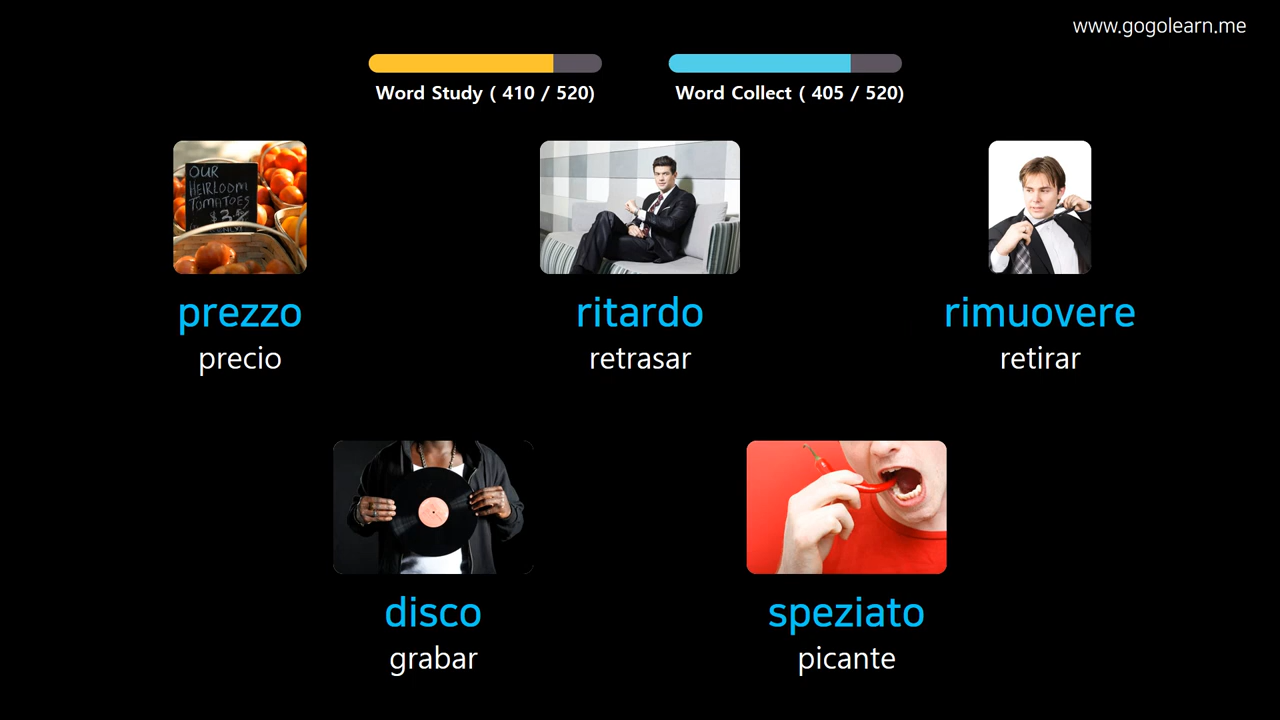 www.gogolearn.me
Word Study ( 410 / 520)
Word Collect ( 405 / 520)
OUR
HEIRLOOM
TOMATOES
prezzo
ritardo
rimuovere
precio
retrasar
retirar
disco
speziato
grabar
picante